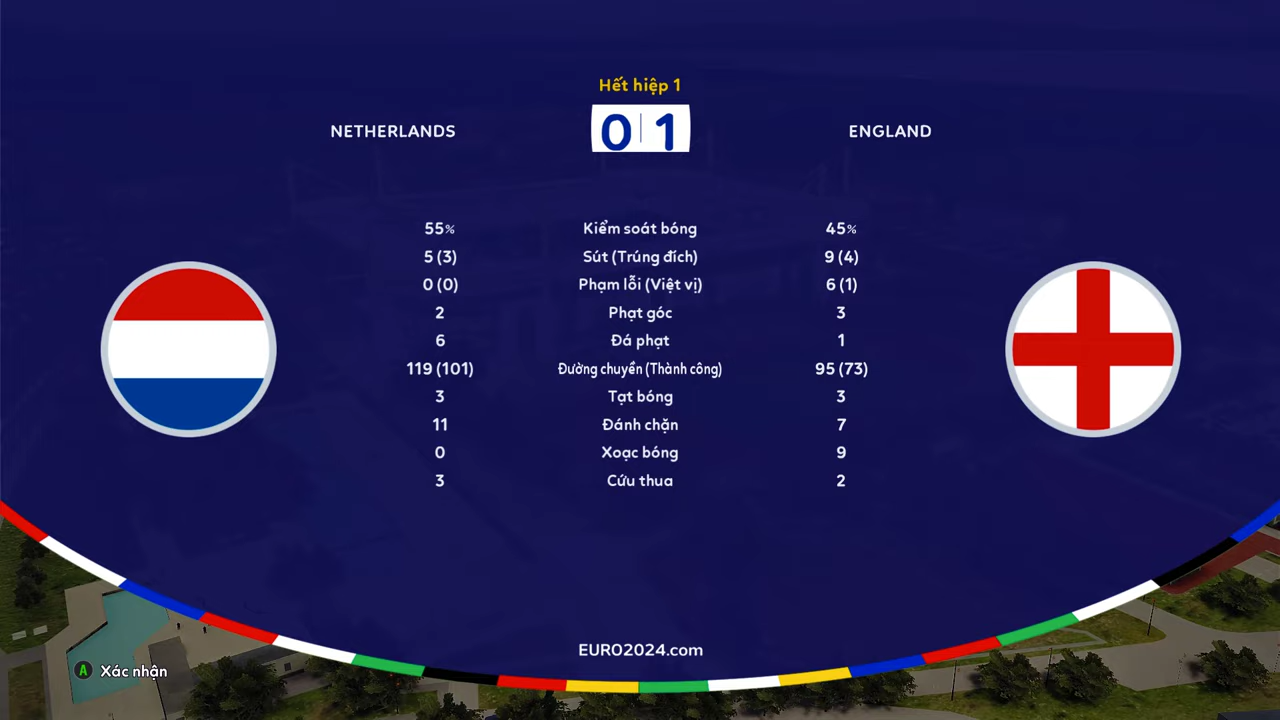 Hết hiệp 1
NETHERLANDS 0 1 ENGLAND
55% Kiểm soát bóng 45%
5 (3) Sút (Trúng đích) 9 (4)
0 (0) Phạm lỗi (Việt vị) 6 (1)
2 Phạt góc 3
6 Đá phạt 1
119 (101) Đường chuyền (Thành công) 95 (73)
3 Tạt bóng 3
11 Đánh chặn 7
0 Xoạc bóng 9
3 Cứu thua 2
EURO2024.com
A Xác nhận